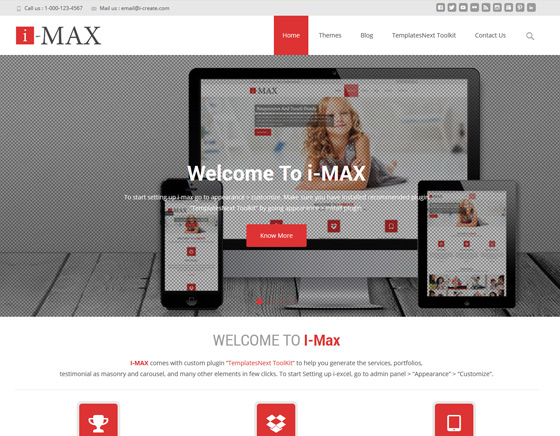 Call us : 1-000-123-4567 Mail us : email@i-create.com
i-MAX
Home Themes Blog TemplatesNext Toolkit Contact Us
i-MAX
Welcome To i-MAX
To start setting up i-max go to appearance > customize. Make sure you have installed recommended plugin
"TemplatesNext Toolkit" by going appearance > install plugin.
Know More
WELCOME TO I-Max
I-MAX comes with custom plugin "TemplatesNext ToolKit" to help you generate the services, portfolios,
testimonial as masonry and carousel, and many other elements in few clicks. To start Setting up i-excel, go to admin panel > "Appearance" > "Customize".